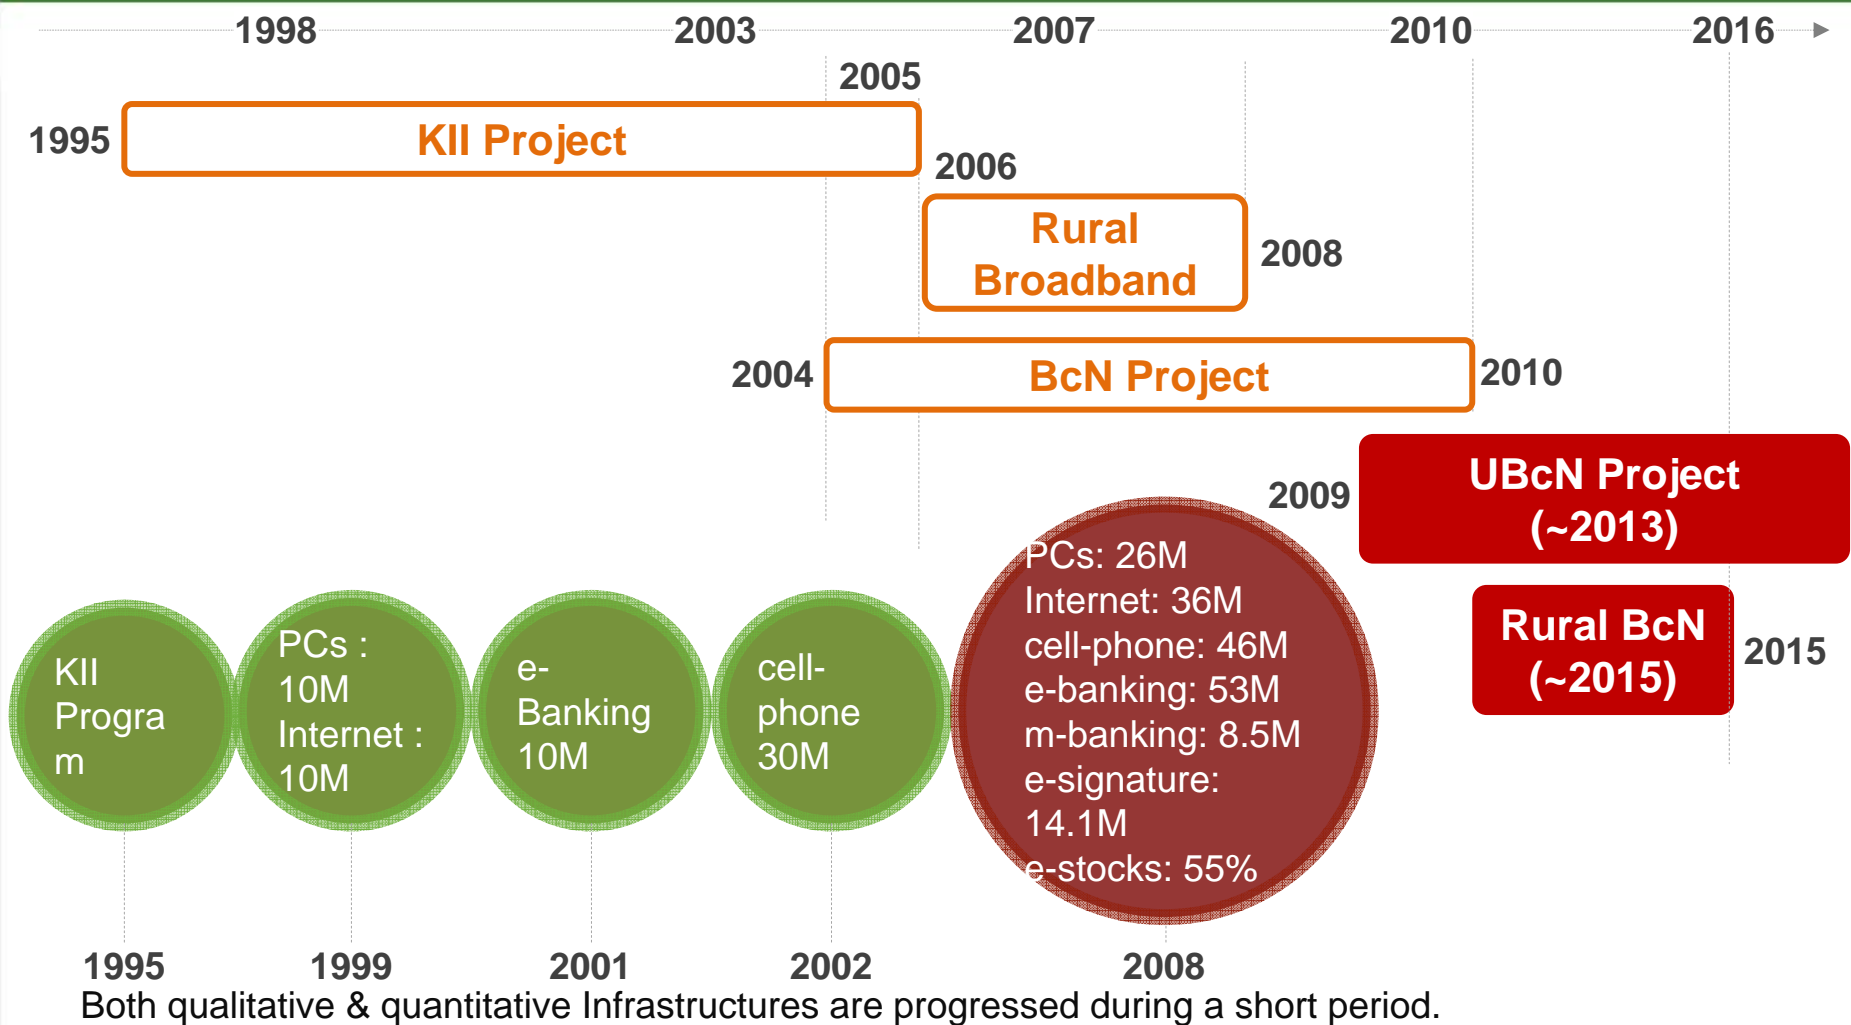 1998 2003 2007 2010 2016
2005
1995 KII Project
2006
Rural
Broadband
2008
2004 BcN Project 2010
UBcN Project
(~2013)
2009
Rural BcN
(~2015)
2015
KII
Progra
m
PCs :
10M
Internet :
10M
e-
Banking
10M
cell-
phone
30M
PCs: 26M
Internet: 36M
cell-phone: 46M
e-banking: 53M
m-banking: 8.5M
e-signature:
14.1M
e-stocks: 55%
1995 1999 2001 2002 2008
Both qualitative & quantitative Infrastructures are progressed during a short period.